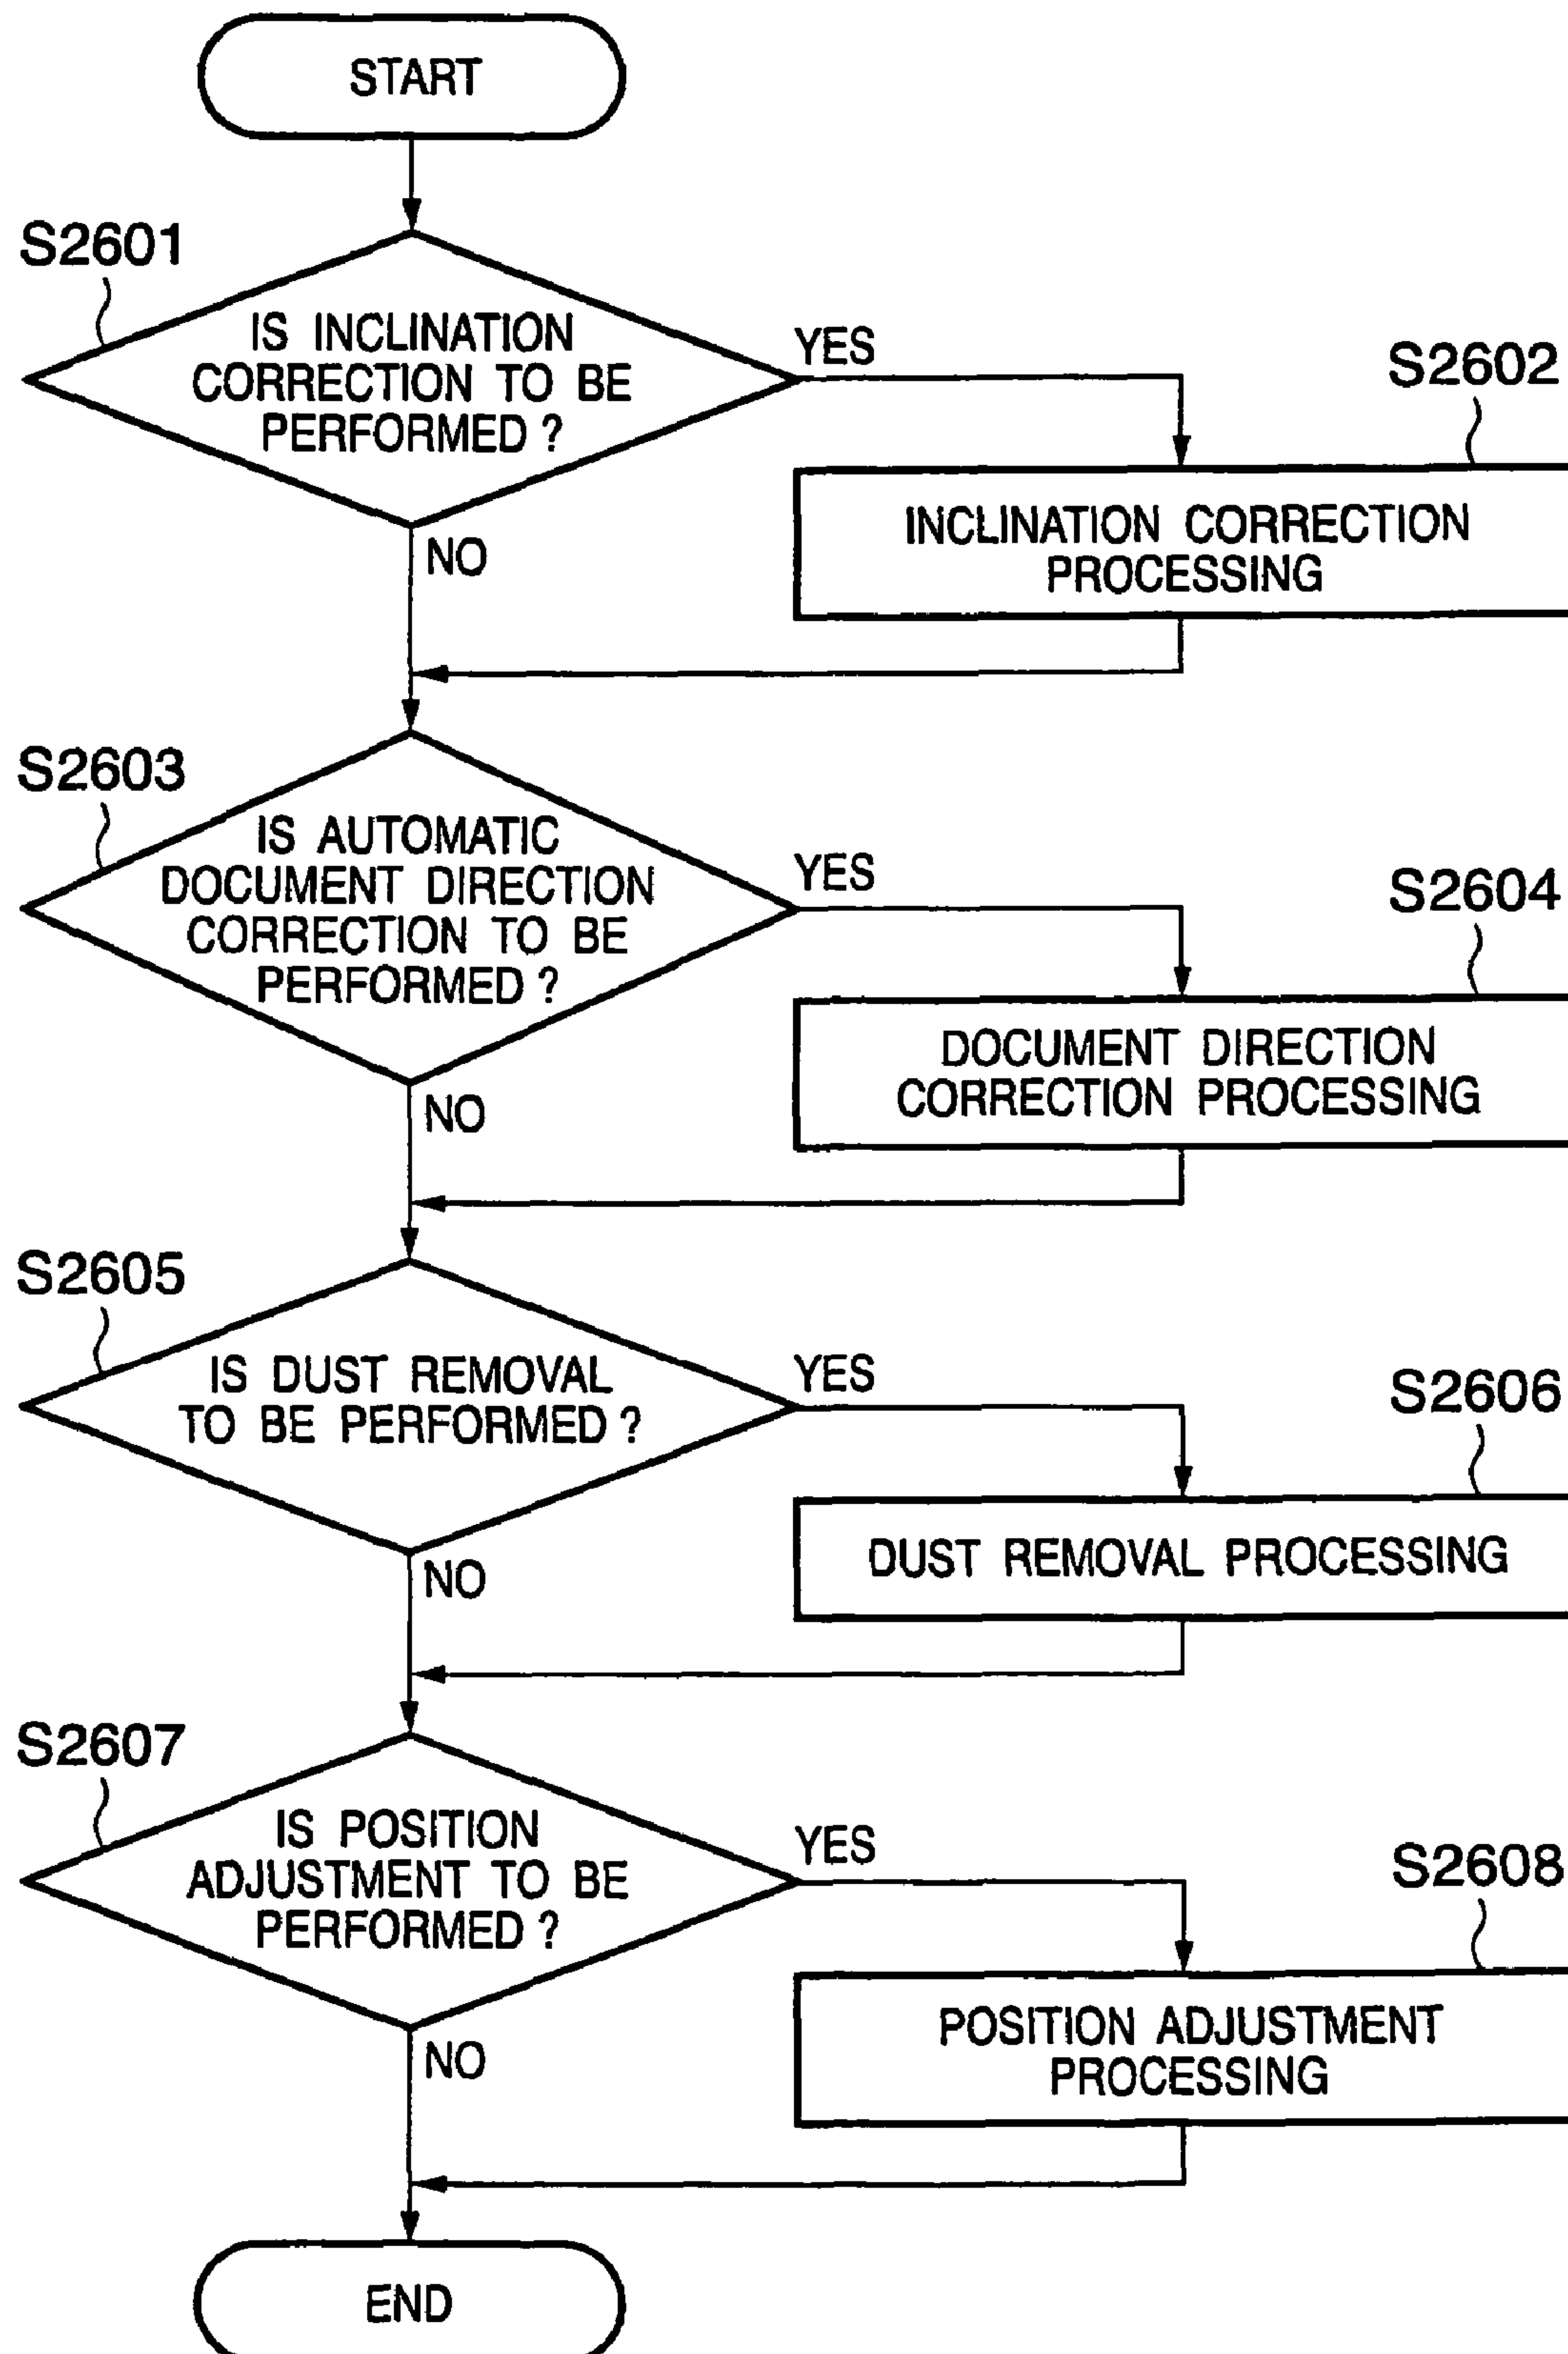 START
S2601
IS INCLINATION
CORRECTION TO BE
PERFORMED ?
YES
S2602
INCLINATION CORRECTION
PROCESSING
NO
S2603
IS AUTOMATIC
DOCUMENT DIRECTION
CORRECTION TO BE
PERFORMED ?
YES
S2604
DOCUMENT DIRECTION
CORRECTION PROCESSING
NO
S2605
IS DUST REMOVAL
TO BE PERFORMED ?
YES
S2606
DUST REMOVAL PROCESSING
NO
S2607
IS POSITION
ADJUSTMENT TO BE
PERFORMED ?
YES
S2608
POSITION ADJUSTMENT
PROCESSING
NO
END